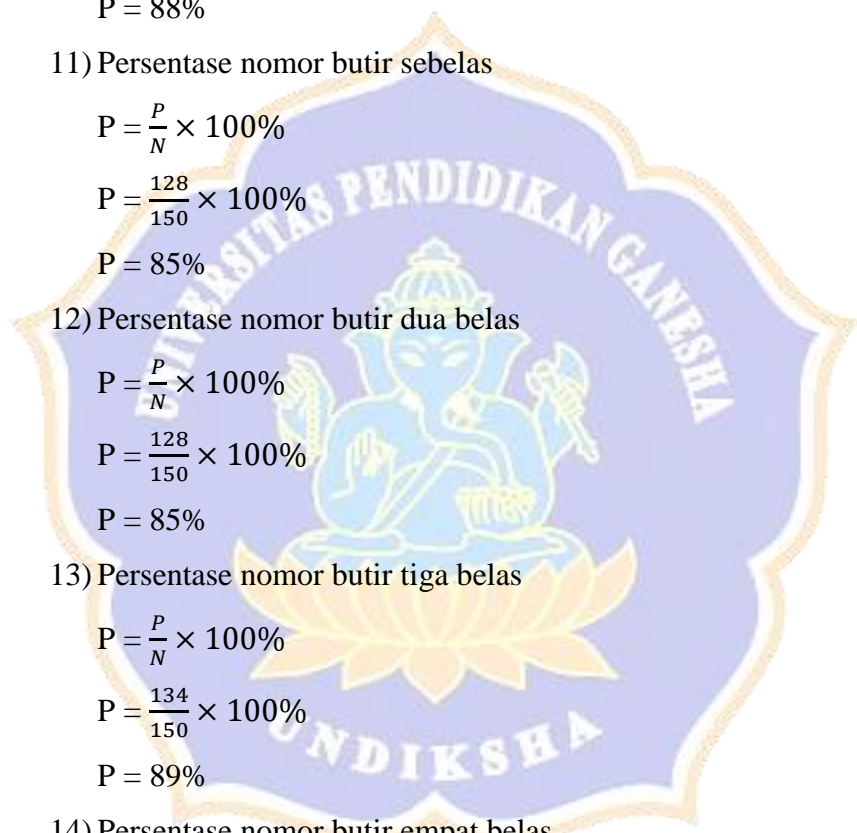 P = 88%
11) Persentase nomor butir sebelas
P = P/N × 100%
P = 128/150 × 100%
P = 85%
12) Persentase nomor butir dua belas
P = P/N × 100%
P = 128/150 × 100%
P = 85%
13) Persentase nomor butir tiga belas
P = P/N × 100%
P = 134/150 × 100%
P = 89%
14) Persentase nomor butir empat belas
UNIVERSITAS PENDIDIKAN GANESHA
UNDIKSHA